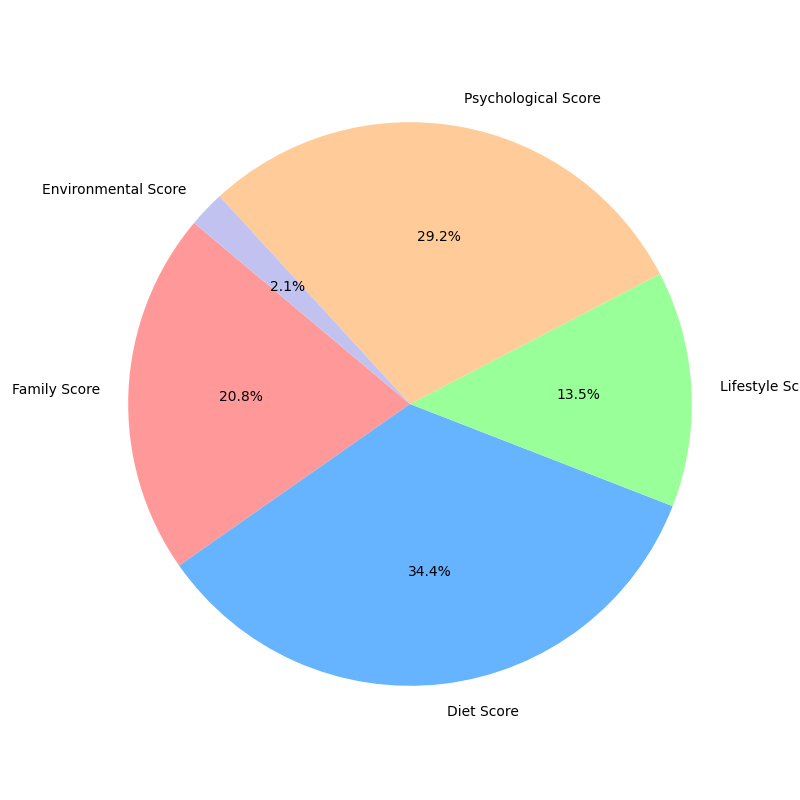 Psychological Score
Environmental Score
29.2%
2.1%
Family Score
20.8%
13.5%
Lifestyle Sc
34.4%
Diet Score